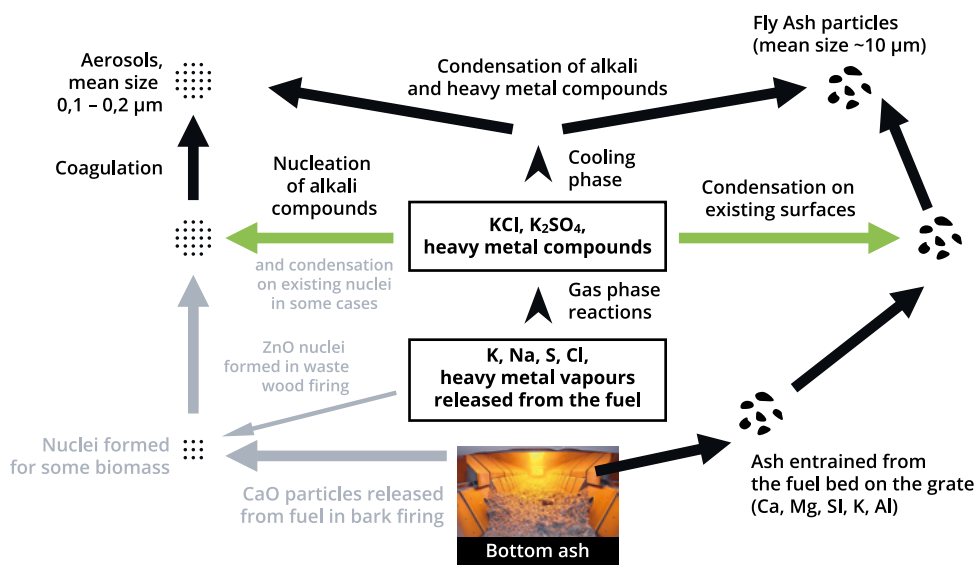 Fly Ash particles
(mean size ~10 µm)
Aerosols,
mean size
0,1 – 0,2 µm
Condensation of alkali
and heavy metal compounds
Coagulation
Nucleation
of alkali
compounds
Cooling
phase
Condensation on
existing surfaces
KCl, K₂SO₄,
heavy metal compounds
and condensation
on existing nuclei
in some cases
Gas phase
reactions
ZnO nuclei
formed in waste
wood firing
K, Na, S, Cl,
heavy metal vapours
released from the fuel
Nuclei formed
for some biomass
CaO particles released
from fuel in bark firing
Ash entrained from
the fuel bed on the grate
(Ca, Mg, SI, K, Al)
Bottom ash